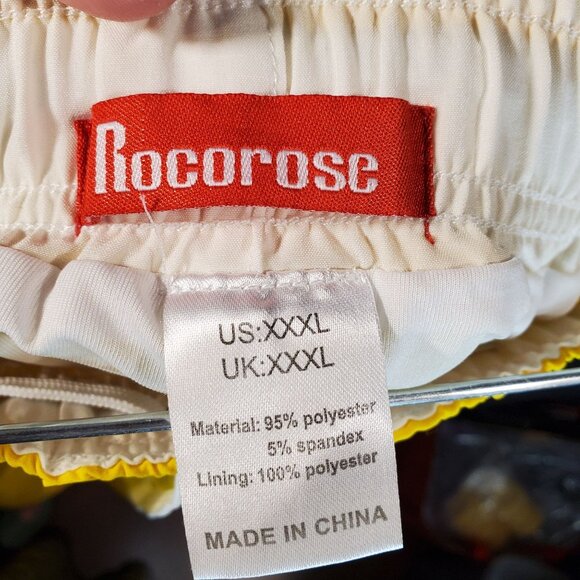 Rocorose
US:XXXL
UK:XXXL
Material: 95% polyester
5% spandex
Lining: 100% polyester
MADE IN CHINA